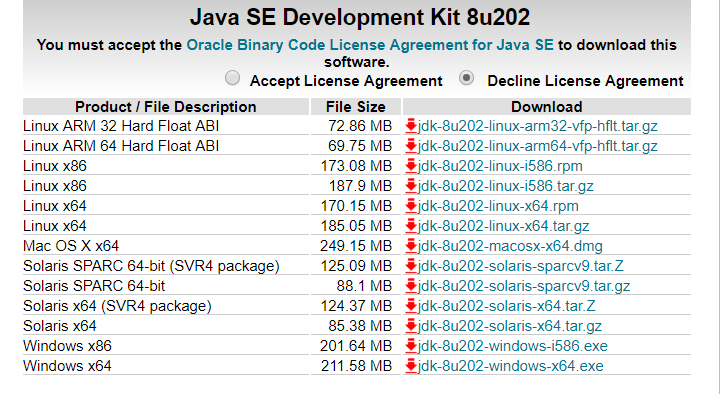 Java SE Development Kit 8u202
You must accept the Oracle Binary Code License Agreement for Java SE to download this
software.
Accept License Agreement Decline License Agreement
Product / File Description File Size Download
Linux ARM 32 Hard Float ABI 72.86 MB jdk-8u202-linux-arm32-vfp-hflt.tar.gz
Linux ARM 64 Hard Float ABI 69.75 MB jdk-8u202-linux-arm64-vfp-hflt.tar.gz
Linux x86 173.08 MB jdk-8u202-linux-i586.rpm
Linux x86 187.9 MB jdk-8u202-linux-i586.tar.gz
Linux x64 170.15 MB jdk-8u202-linux-x64.rpm
Linux x64 185.05 MB jdk-8u202-linux-x64.tar.gz
Mac OS X x64 249.15 MB jdk-8u202-macosx-x64.dmg
Solaris SPARC 64-bit (SVR4 package) 125.09 MB jdk-8u202-solaris-sparcv9.tar.Z
Solaris SPARC 64-bit 88.1 MB jdk-8u202-solaris-sparcv9.tar.gz
Solaris x64 (SVR4 package) 124.37 MB jdk-8u202-solaris-x64.tar.Z
Solaris x64 85.38 MB jdk-8u202-solaris-x64.tar.gz
Windows x86 201.64 MB jdk-8u202-windows-i586.exe
Windows x64 211.58 MB jdk-8u202-windows-x64.exe